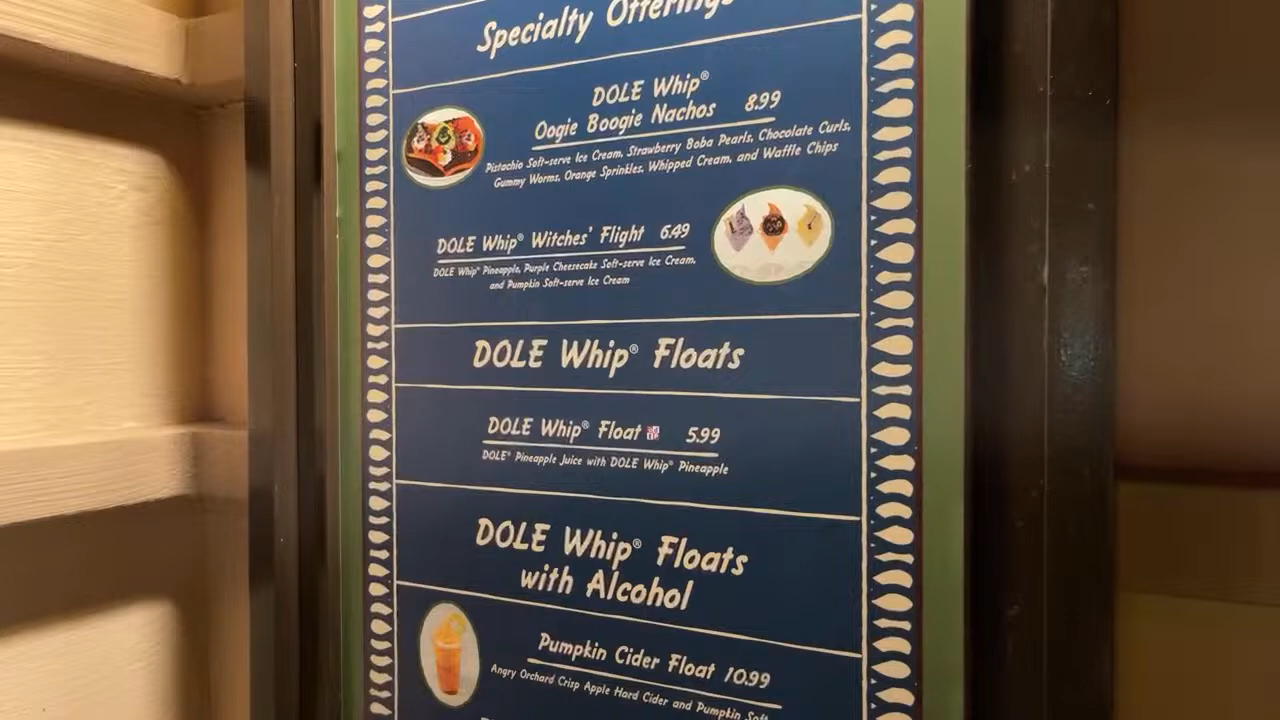 Specialty Offerings
DOLE Whip®
Oogie Boogie Nachos 8.99
Pistachio Soft-serve Ice Cream, Strawberry Boba Pearls, Chocolate Curls,
Gummy Worms, Orange Sprinkles, Whipped Cream, and Waffle Chips
DOLE Whip® Witches' Flight 6.49
DOLE Whip® Pineapple, Purple Cheesecake Soft-serve Ice Cream,
and Pumpkin Soft-serve Ice Cream
DOLE Whip® Floats
DOLE Whip® Float 5.99
DOLE® Pineapple Juice with DOLE Whip® Pineapple
DOLE Whip® Floats
with Alcohol
Pumpkin Cider Float 10.99
Angry Orchard Crisp Apple Hard Cider and Pumpkin Soft